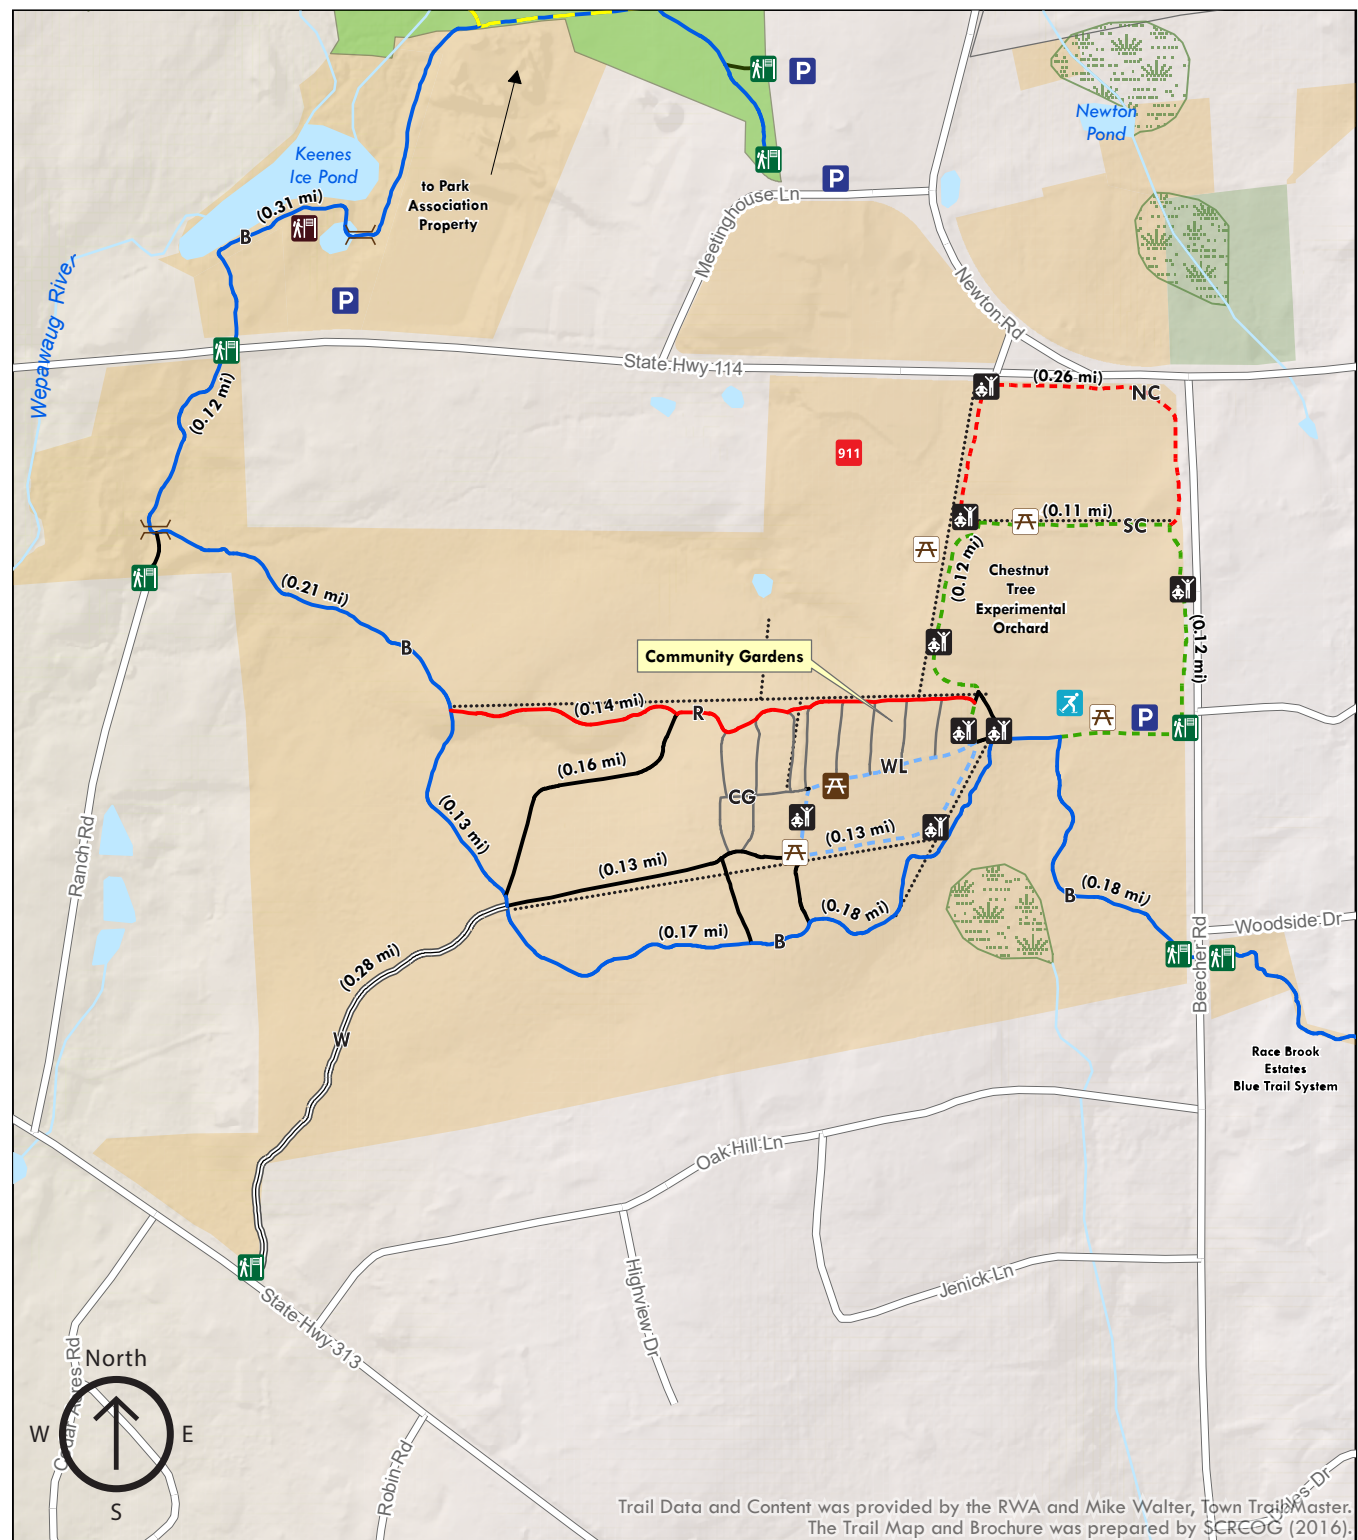 P
Newton
Pond
Keenes
Ice Pond
to Park
Association
Property
P
(0.31 mi)
B
Meetinghouse Ln
Wepawaug River
P
Newton Rd
State Hwy 114
(0.26 mi)
NC
(0.12 mi)
911
(0.11 mi)
SC
(0.12 mi)
Chestnut
Tree
Experimental
Orchard
(0.21 mi)
B
(0.12 mi)
Community Gardens
(0.14 mi)
R
P
(0.16 mi)
WL
CG
(0.13 mi)
(0.13 mi)
(0.13 mi)
Ranch Rd
(0.18 mi)
B
(0.18 mi)
(0.17 mi)
B
Woodside Dr
Beecher Rd
(0.28 mi)
W
Race Brook
Estates
Blue Trail System
Oak Hill Ln
Highview Dr
Jenick Ln
State Hwy 313
North
W
E
S
Robin Rd
Trail Data and Content was provided by the RWA and Mike Walter, Town TrailMaster.
The Trail Map and Brochure was prepared by SCRCOG (2016).